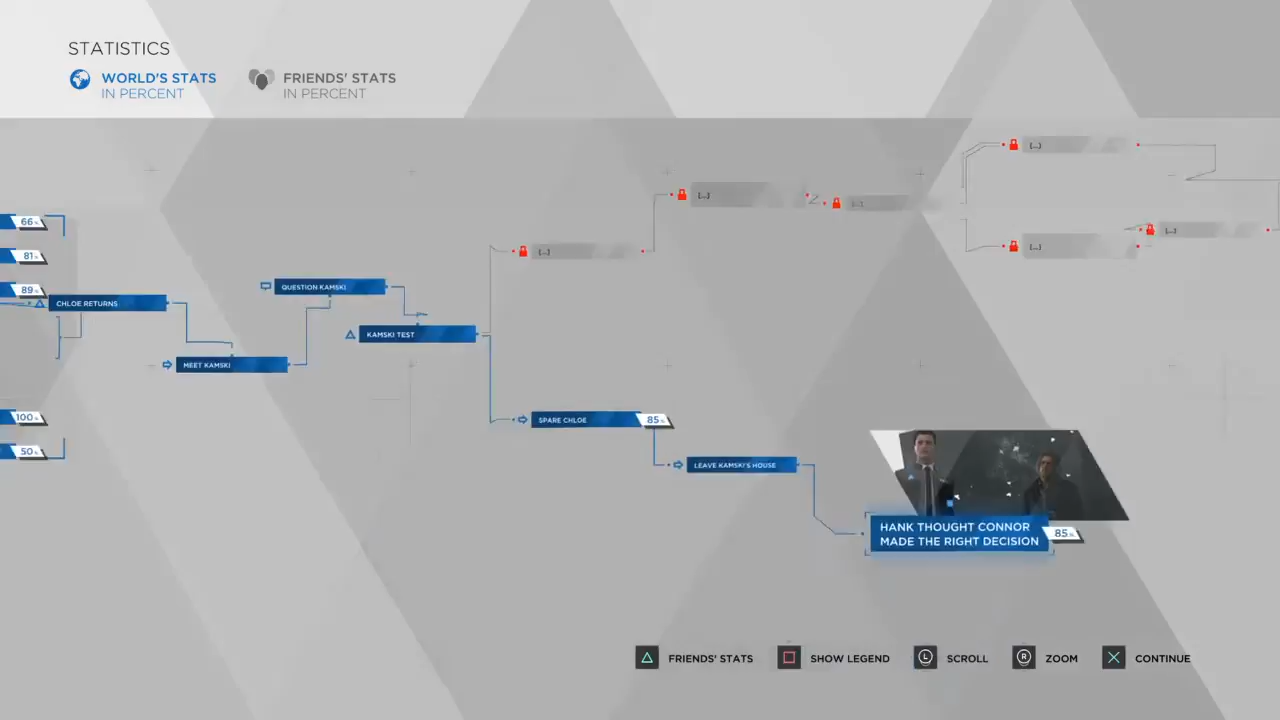 STATISTICS
WORLD'S STATS
IN PERCENT
FRIENDS' STATS
IN PERCENT
[...]
[...]
[...]
[...]
66%
[...]
[...]
81%
[...]
QUESTION KAMSKI
89%
CHLOE RETURNS
KAMSKI TEST
MEET KAMSKI
100%
SPARE CHLOE
85%
50%
LEAVE KAMSKI'S HOUSE
HANK THOUGHT CONNOR
MADE THE RIGHT DECISION
85%
FRIENDS' STATS
SHOW LEGEND
L
SCROLL
R
ZOOM
CONTINUE